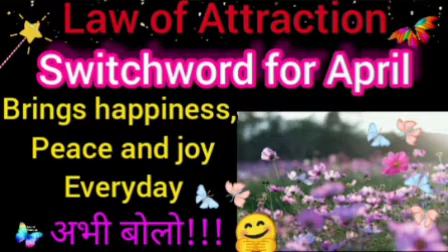 Law of Attraction
Switchword for April
Brings happiness,
Peace and joy
Everyday
अभी बोलो!!!